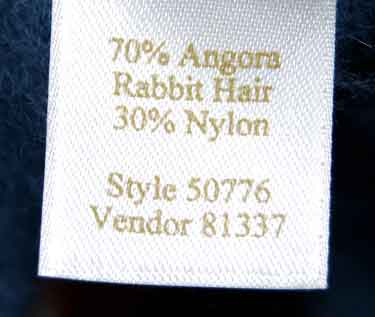 70% Angora
Rabbit Hair
30% Nylon
Style 50776
Vendor 81337